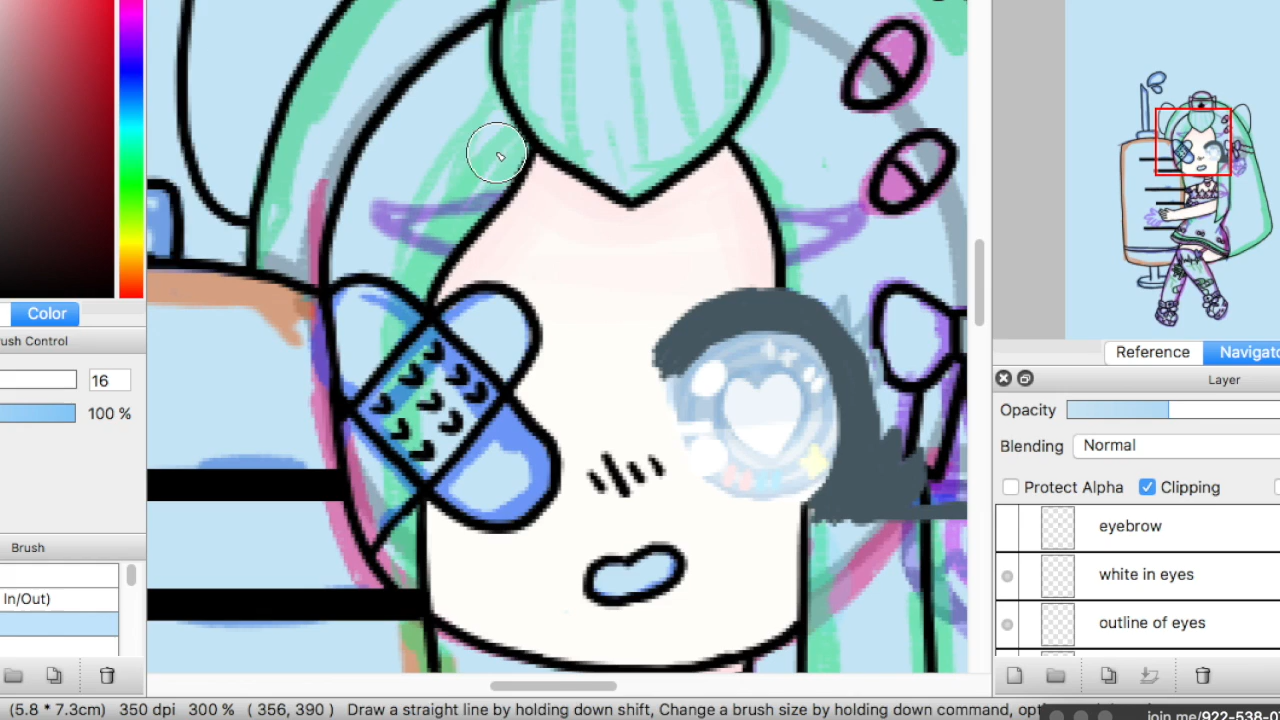 Color
ush Control
16
100 %
Brush
In/Out)
Reference
Navigato
Layer
Opacity
Blending
Normal
Protect Alpha
Clipping
eyebrow
white in eyes
outline of eyes
(5.8 * 7.3cm) 350 dpi 300 % ( 356, 390 ) Draw a straight line by holding down shift, Change a brush size by holding down command, opt
join.me/922-538-0